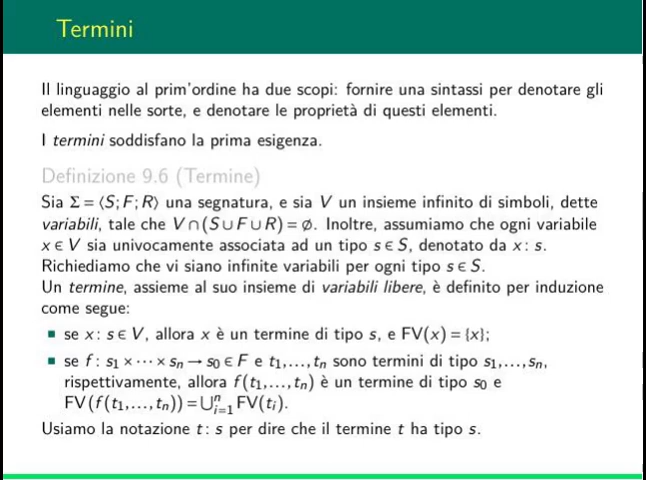 Termini
Il linguaggio al prim'ordine ha due scopi: fornire una sintassi per denotare gli
elementi nelle sorte, e denotare le proprietà di questi elementi.
I termini soddisfano la prima esigenza.
Definizione 9.6 (Termine)
Sia Σ = ⟨S; F; R⟩ una segnatura, e sia V un insieme infinito di simboli, dette
variabili, tale che V ∩ (S ∪ F ∪ R) = ∅. Inoltre, assumiamo che ogni variabile
x ∈ V sia univocamente associata ad un tipo s ∈ S, denotato da x: s.
Richiediamo che vi siano infinite variabili per ogni tipo s ∈ S.
Un termine, assieme al suo insieme di variabili libere, è definito per induzione
come segue:
▪ se x: s ∈ V, allora x è un termine di tipo s, e FV(x) = {x};
▪ se f: s₁ × ⋯ × sₙ → s₀ ∈ F e t₁,…,tₙ sono termini di tipo s₁,…,sₙ,
rispettivamente, allora f(t₁,…,tₙ) è un termine di tipo s₀ e
FV(f(t₁,…,tₙ)) = ⋃ⁿᵢ₌₁ FV(tᵢ).
Usiamo la notazione t: s per dire che il termine t ha tipo s.